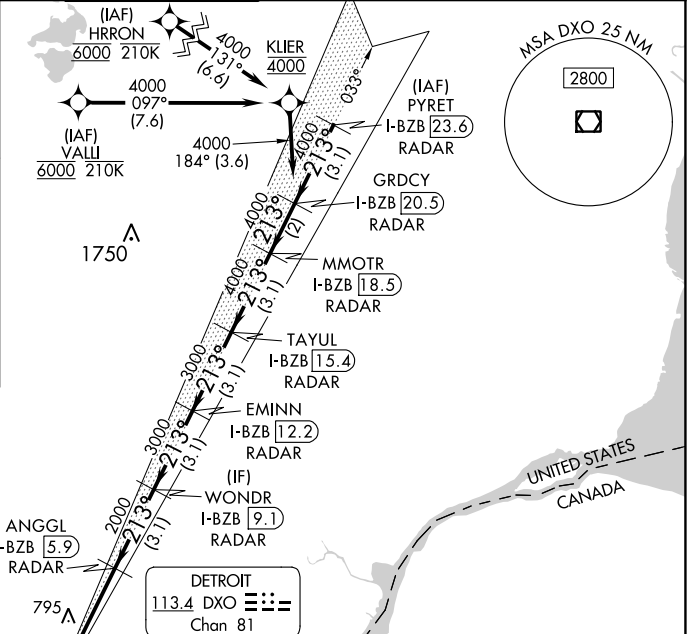 (IAF)
HRRON
6000 210K
4000
131°
(6.6)
KLIER
4000
4000
097°
(7.6)
(IAF)
VALLI
6000 210K
4000
184° (3.6)
033°
(IAF)
PYRET
I-BZB 23.6
RADAR
4000
213°
(3.1)
GRDCY
I-BZB 20.5
RADAR
4000
213°
(2)
MMOTR
I-BZB 18.5
RADAR
4000
213°
(3.1)
TAYUL
I-BZB 15.4
RADAR
3000
213°
(3.1)
EMINN
I-BZB 12.2
RADAR
3000
213°
(3.1)
(IF)
WONDR
I-BZB 9.1
RADAR
2000
213°
(3.1)
ANGGL
-BZB 5.9
RADAR
1750
795
MSA DXO 25 NM
2800
UNITED STATES
CANADA
DETROIT
113.4 DXO
Chan 81